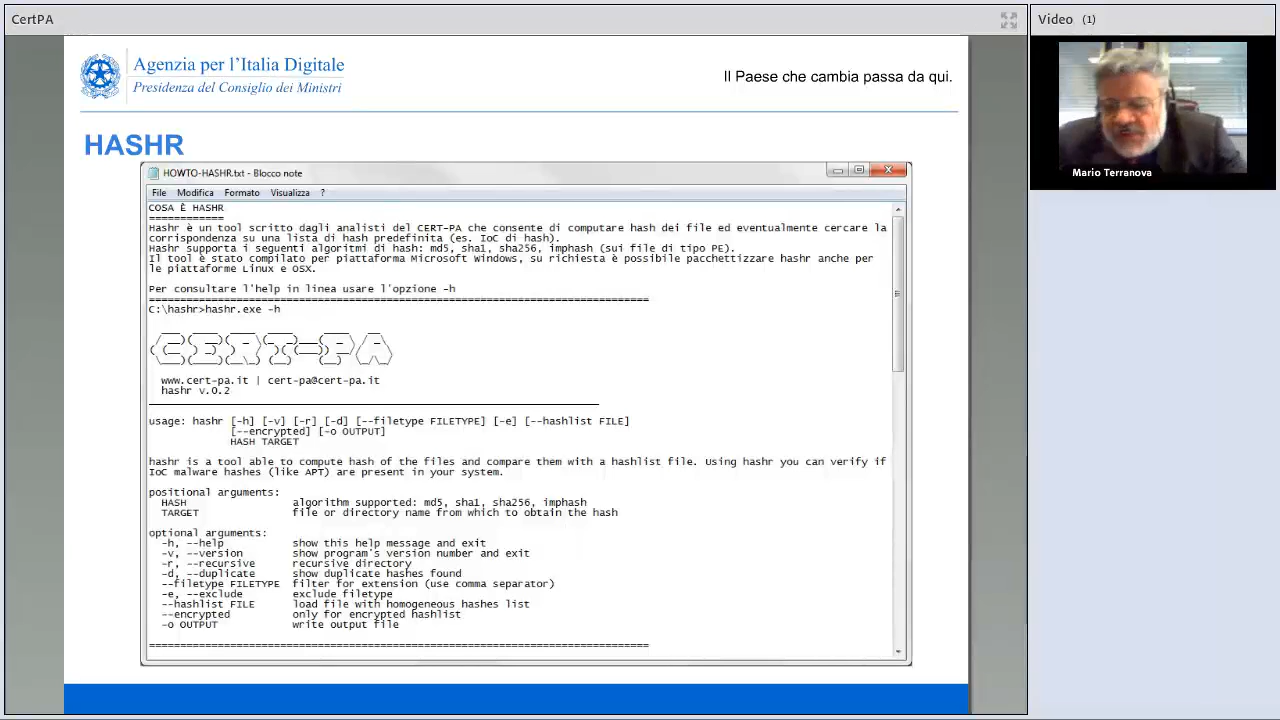 CertPA
Video (1)
Agenzia per l'Italia Digitale
Presidenza del Consiglio dei Ministri
Il Paese che cambia passa da qui.
Mario Terranova
HASHR
HOWTO-HASHR.txt - Blocco note
File Modifica Formato Visualizza ?
COSA È HASHR
============
Hashr è un tool scritto dagli analisti del CERT-PA che consente di computare hash dei file ed eventualmente cercare la
corrispondenza su una lista di hash predefinita (es. IoC di hash).
Hashr supporta i seguenti algoritmi di hash: md5, sha1, sha256, imphash (sui file di tipo PE).
Il tool è stato compilato per piattaforma Microsoft Windows, su richiesta è possibile pacchettizzare hashr anche per
le piattaforme Linux e OSX.
Per consultare l'help in linea usare l'opzione -h
C:\hashr>hashr.exe -h
CERT-PA
www.cert-pa.it | cert-pa@cert-pa.it
hashr v.0.2
usage: hashr [-h] [-v] [-r] [-d] [--filetype FILETYPE] [-e] [--hashlist FILE]
[--encrypted] [-o OUTPUT]
HASH TARGET
hashr is a tool able to compute hash of the files and compare them with a hashlist file. Using hashr you can verify if
IoC malware hashes (like APT) are present in your system.
positional arguments:
HASH algorithm supported: md5, sha1, sha256, imphash
TARGET file or directory name from which to obtain the hash
optional arguments:
-h, --help show this help message and exit
-v, --version show program's version number and exit
-r, --recursive recursive directory
-d, --duplicate show duplicate hashes found
--filetype FILETYPE filter for extension (use comma separator)
-e, --exclude exclude filetype
--hashlist FILE load file with homogeneous hashes list
--encrypted only for encrypted hashlist
-o OUTPUT write output file